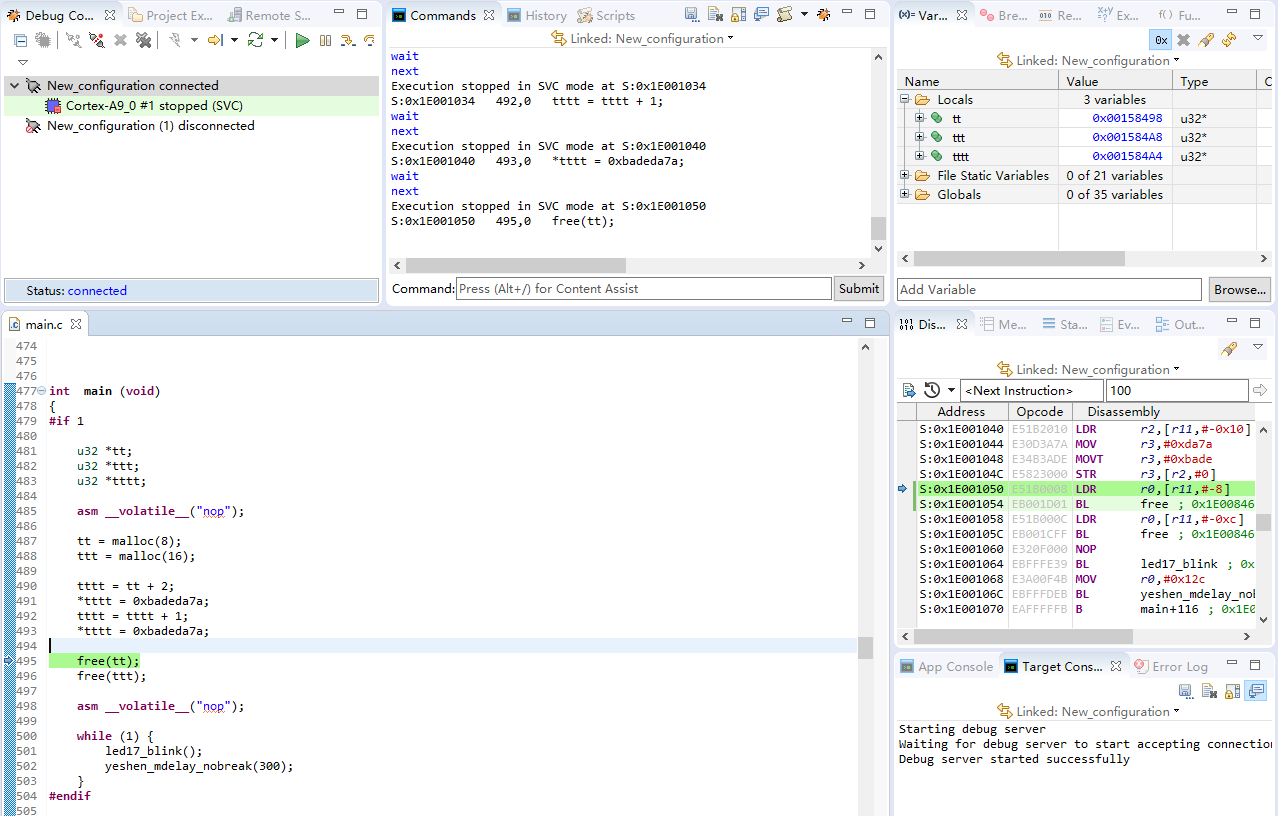 Debug Co...
Project Ex...
Remote S...
New_configuration connected
Cortex-A9_0 #1 stopped (SVC)
New_configuration (1) disconnected
Status: connected
Commands
History
Scripts
Linked: New_configuration
wait
next
Execution stopped in SVC mode at S:0x1E001034
S:0x1E001034 492,0 tttt = tttt + 1;
wait
next
Execution stopped in SVC mode at S:0x1E001040
S:0x1E001040 493,0 *tttt = 0xbadeda7a;
wait
next
Execution stopped in SVC mode at S:0x1E001050
S:0x1E001050 495,0 free(tt);
Command: Press (Alt+/) for Content Assist Submit
(x)= Var...
Bre...
Re...
Ex...
Fu...
0x
Linked: New_configuration
Name Value Type C
Locals 3 variables
tt 0x00158498 u32*
ttt 0x001584A8 u32*
tttt 0x001584A4 u32*
File Static Variables 0 of 21 variables
Globals 0 of 35 variables
Add Variable Browse...
main.c
474
475
476
477 int main (void)
478 {
479 #if 1
480
481 u32 *tt;
482 u32 *ttt;
483 u32 *tttt;
484
485 asm __volatile__("nop");
486
487 tt = malloc(8);
488 ttt = malloc(16);
489
490 tttt = tt + 2;
491 *tttt = 0xbadeda7a;
492 tttt = tttt + 1;
493 *tttt = 0xbadeda7a;
494
495 free(tt);
496 free(ttt);
497
498 asm __volatile__("nop");
499
500 while (1) {
501 led17_blink();
502 yeshen_mdelay_nobreak(300);
503 }
504 #endif
505
Dis...
Me...
Sta...
Ev...
Out...
Linked: New_configuration
<Next Instruction> 100
Address Opcode Disassembly
S:0x1E001040 E51B2010 LDR r2,[r11,#-0x10]
S:0x1E001044 E30D3A7A MOV r3,#0xda7a
S:0x1E001048 E34B3ADE MOVT r3,#0xbade
S:0x1E00104C E5823000 STR r3,[r2,#0]
S:0x1E001050 E51B0008 LDR r0,[r11,#-8]
S:0x1E001054 EB001D01 BL free ; 0x1E00846
S:0x1E001058 E51B000C LDR r0,[r11,#-0xc]
S:0x1E00105C EB001CFF BL free ; 0x1E00846
S:0x1E001060 E320F000 NOP
S:0x1E001064 EBFFFE39 BL led17_blink ; 0x
S:0x1E001068 E3A00F4B MOV r0,#0x12c
S:0x1E00106C EBFFFDEB BL yeshen_mdelay_nob
S:0x1E001070 EAFFFFFB B main+116 ; 0x1E0
App Console
Target Cons...
Error Log
Linked: New_configuration
Starting debug server
Waiting for debug server to start accepting connection
Debug server started successfully